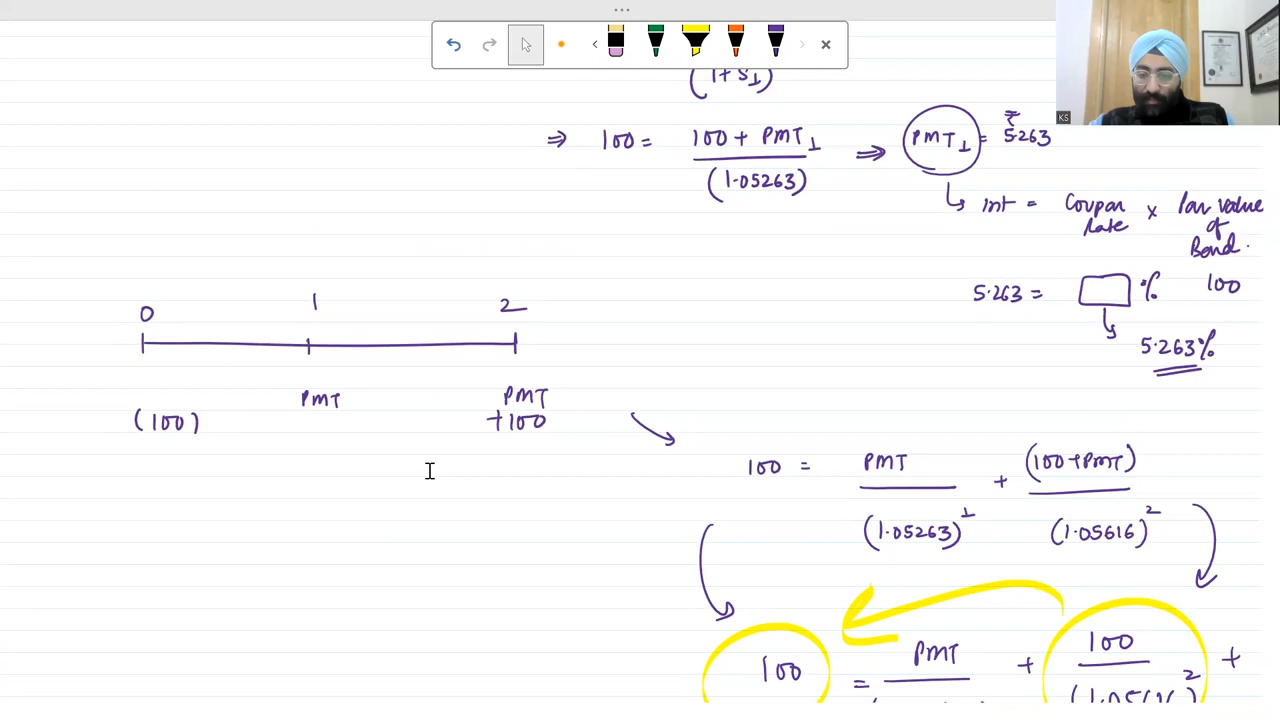 (1+S1)
⇒ 100 = 100 + PMT1 / (1.05263) ⇒ PMT1 = ₹ 5.263
↳ int = Coupon Rate × Par value of Bond.
5.263 = % 100
5.263%
0 1 2
(100) PMT PMT +100
100 = PMT / (1.05263)^1 + (100+PMT) / (1.05616)^2
100 = PMT + 100 / 2 +
KS